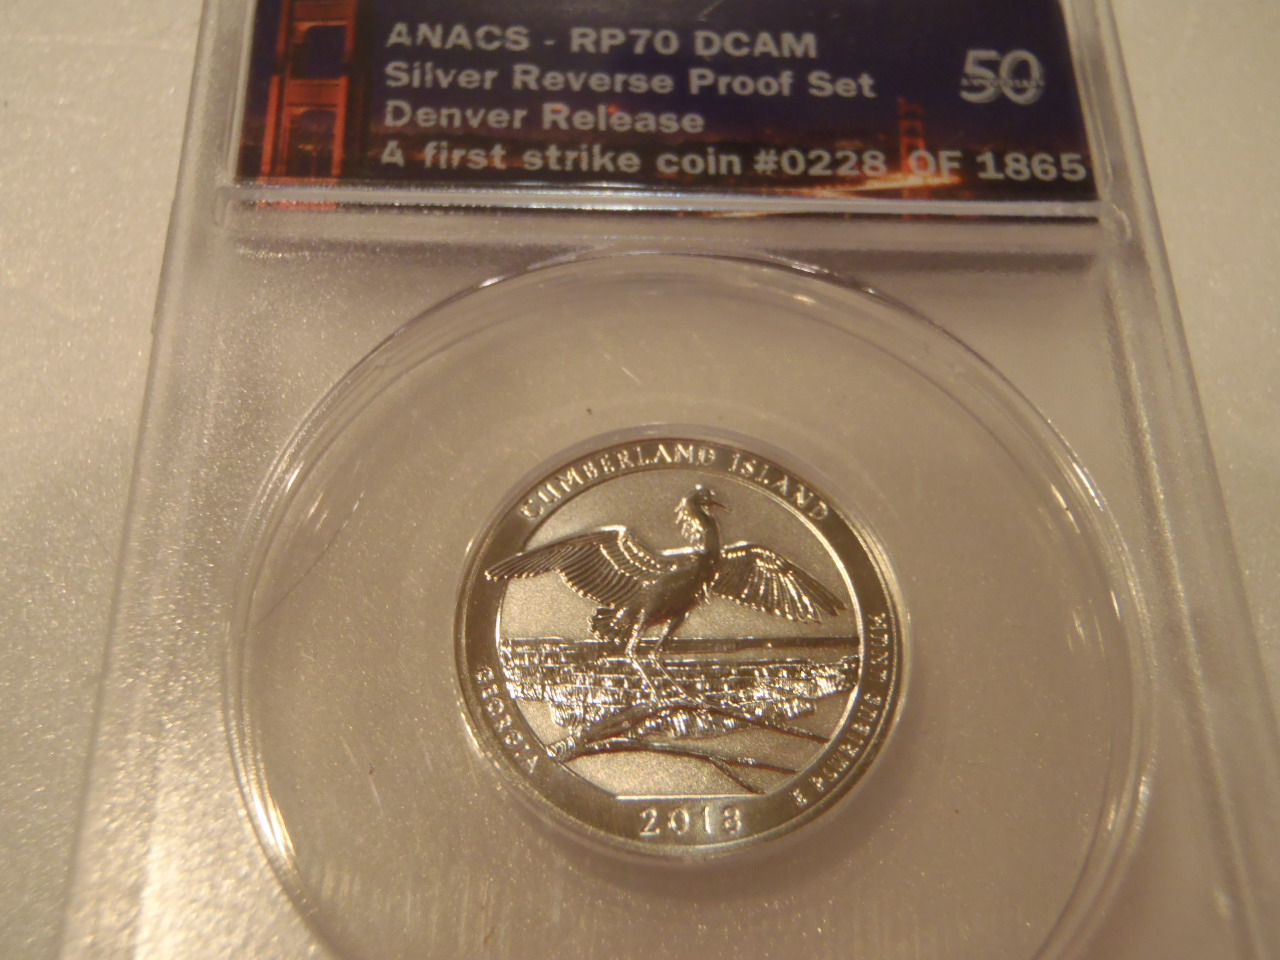 ANACS - RP70 DCAM
Silver Reverse Proof Set
50
Denver Release
A first strike coin #0228 OF 1865
CUMBERLAND ISLAND
GEORGIA
2018
E PLURIBUS UNUM